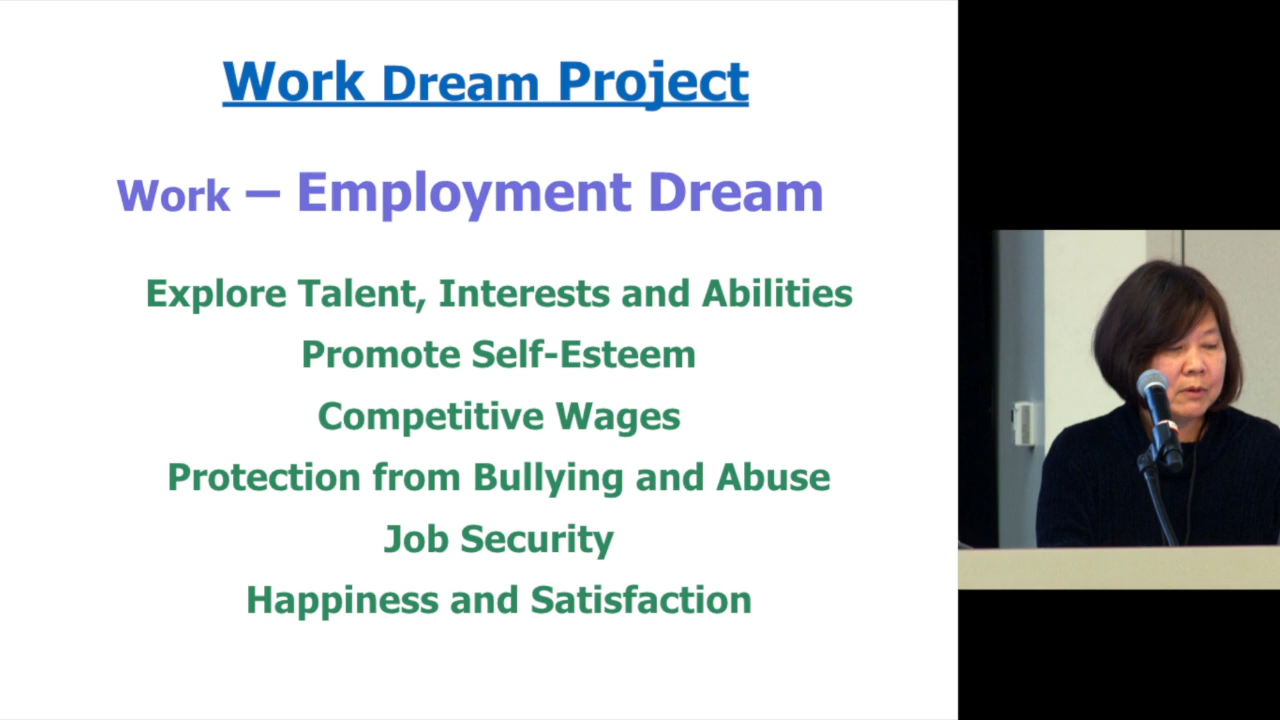 Work Dream Project
Work – Employment Dream
Explore Talent, Interests and Abilities
Promote Self-Esteem
Competitive Wages
Protection from Bullying and Abuse
Job Security
Happiness and Satisfaction